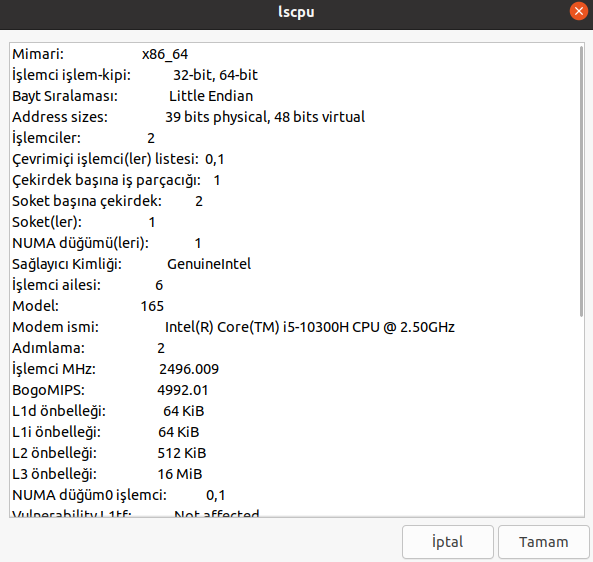 lscpu
Mimari: x86_64
İşlemci işlem-kipi: 32-bit, 64-bit
Bayt Sıralaması: Little Endian
Address sizes: 39 bits physical, 48 bits virtual
İşlemciler: 2
Çevrimiçi işlemci(ler) listesi: 0,1
Çekirdek başına iş parçacığı: 1
Soket başına çekirdek: 2
Soket(ler): 1
NUMA düğümü(leri): 1
Sağlayıcı Kimliği: GenuineIntel
İşlemci ailesi: 6
Model: 165
Modem ismi: Intel(R) Core(TM) i5-10300H CPU @ 2.50GHz
Adımlama: 2
İşlemci MHz: 2496.009
BogoMIPS: 4992.01
L1d önbelleği: 64 KiB
L1i önbelleği: 64 KiB
L2 önbelleği: 512 KiB
L3 önbelleği: 16 MiB
NUMA düğüm0 işlemci: 0,1
Vulnerability L1tf: Not affected
İptal Tamam